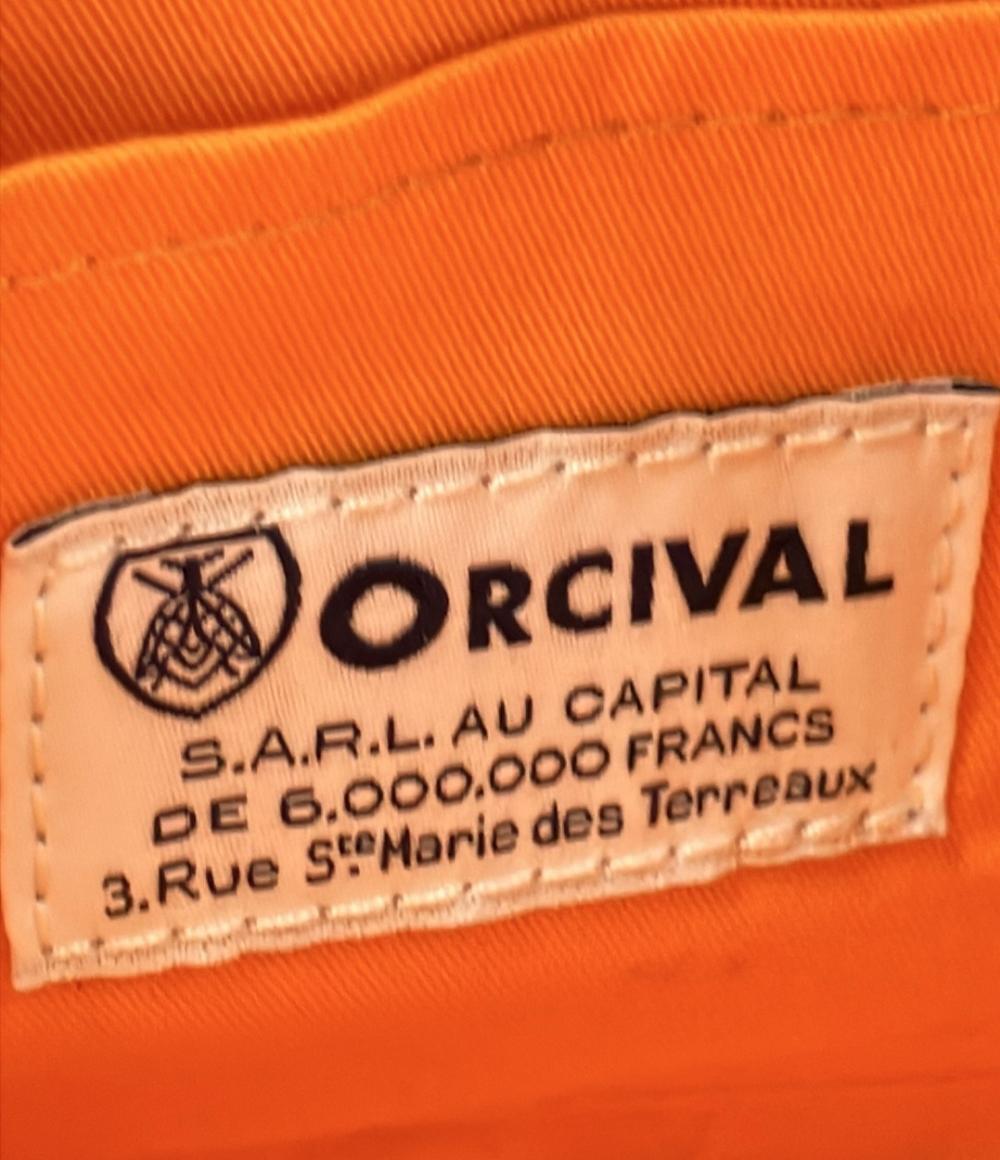 ORCIVAL
S.A.R.L. AU CAPITAL
DE 6.000.000 FRANCS
3.Rue Ste Marie des Terreaux